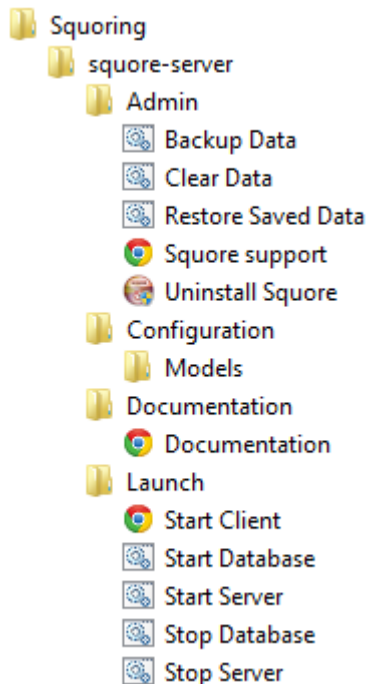 Squoring
squore-server
Admin
Backup Data
Clear Data
Restore Saved Data
Squore support
Uninstall Squore
Configuration
Models
Documentation
Documentation
Launch
Start Client
Start Database
Start Server
Stop Database
Stop Server